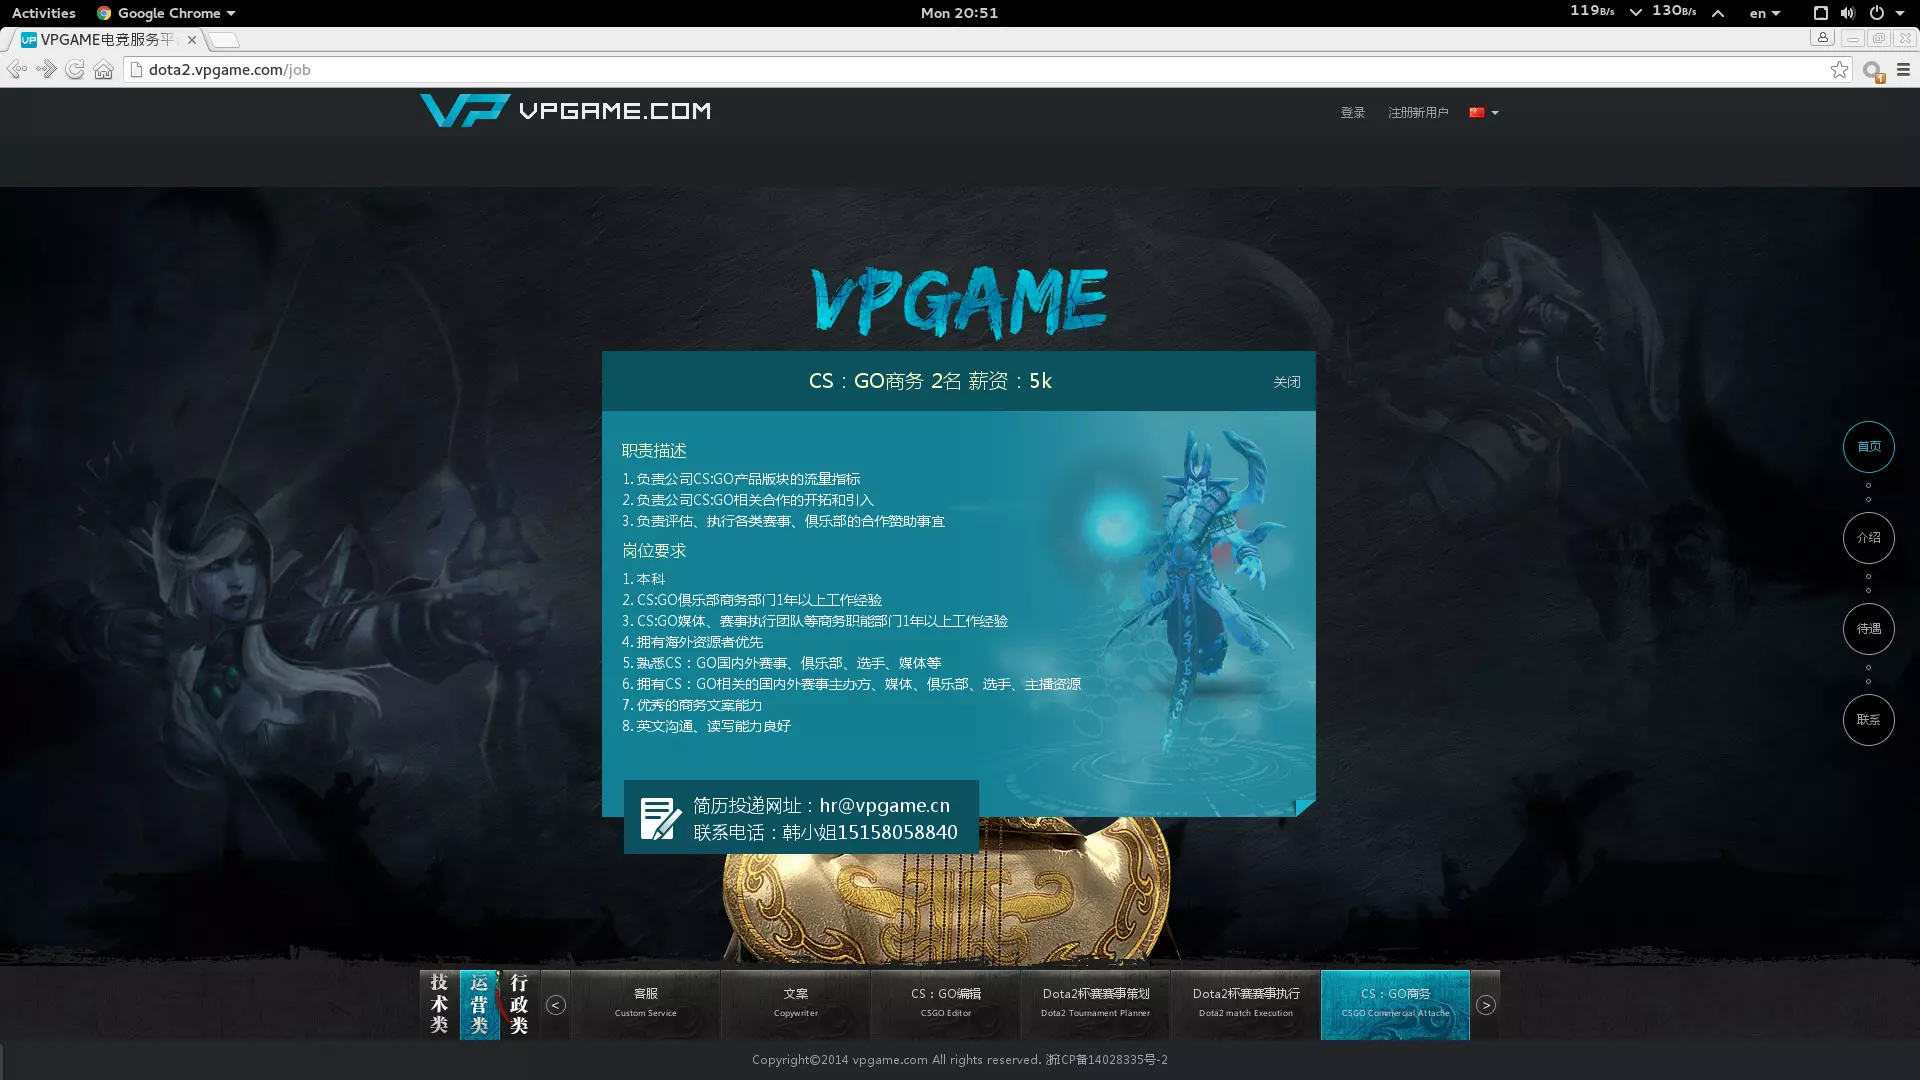 Activities
Google Chrome
Mon 20:51
119B/s
130B/s
en
VP VPGAME电竞服务平
dota2.vpgame.com/job
VP VPGAME.COM
登录
注册新用户
VPGAME
CS：GO商务 2名 薪资：5k
关闭
职责描述
1. 负责公司CS:GO产品版块的流量指标
2. 负责公司CS:GO相关合作的开拓和引入
3. 负责评估、执行各类赛事、俱乐部的合作赞助事宜
岗位要求
1. 本科
2. CS:GO俱乐部商务部门1年以上工作经验
3. CS:GO媒体、赛事执行团队等商务职能部门1年以上工作经验
4. 拥有海外资源者优先
5. 熟悉CS：GO国内外赛事、俱乐部、选手、媒体等
6. 拥有CS：GO相关的国内外赛事主办方、媒体、俱乐部、选手、主播资源
7. 优秀的商务文案能力
8. 英文沟通、读写能力良好
简历投递网址：hr@vpgame.cn
联系电话：韩小姐15158058840
首页
介绍
待遇
联系
技术类
运营类
行政类
<
客服
Custom Service
文案
Copywriter
CS：GO编辑
CSGO Editor
Dota2杯赛赛事策划
Dota2 Tournament Planner
Dota2杯赛赛事执行
Dota2 match Execution
CS：GO商务
CSGO Commercial Attache
>
Copyright©2014 vpgame.com All rights reserved. 浙ICP备14028335号-2